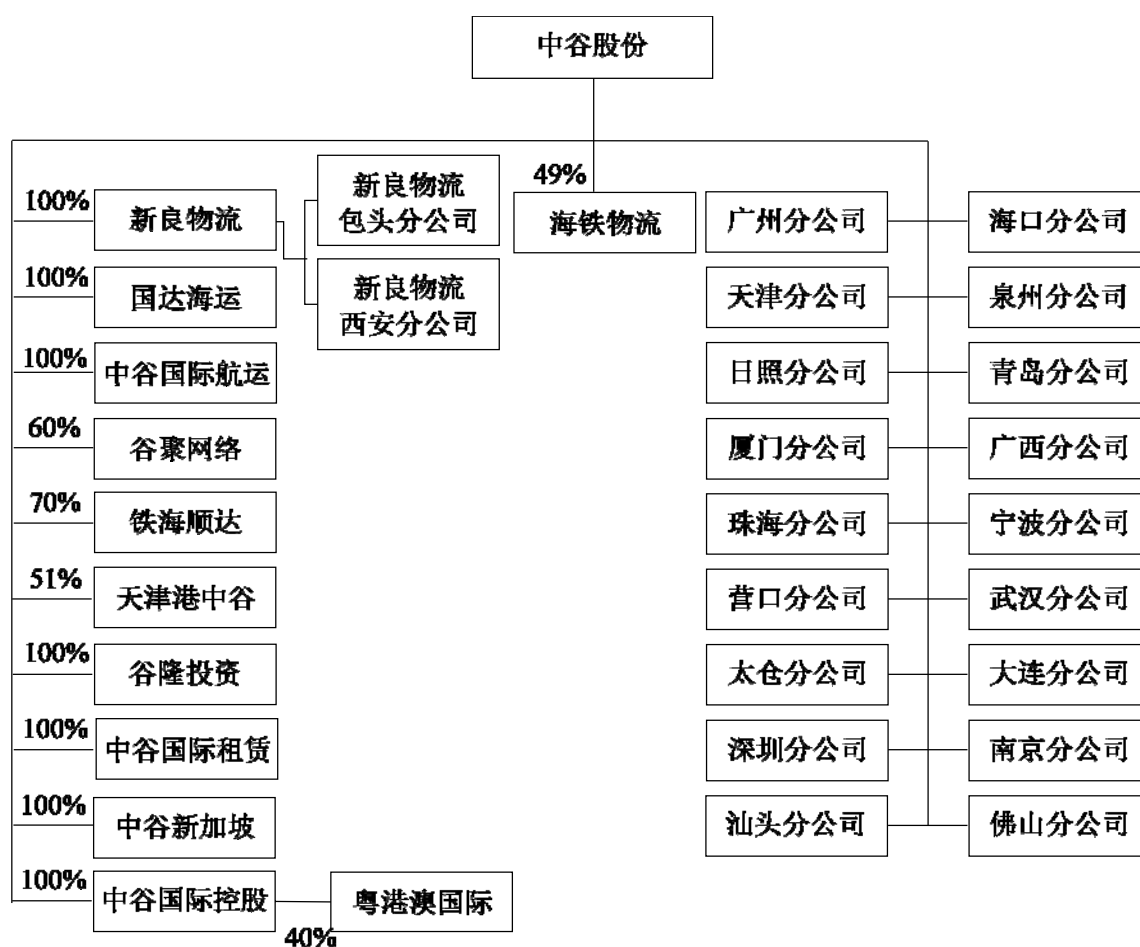 中谷股份
49%
100%
新良物流
新良物流
包头分公司
新良物流
西安分公司
海铁物流
广州分公司
海口分公司
100%
国达海运
天津分公司
泉州分公司
100%
中谷国际航运
日照分公司
青岛分公司
60%
谷聚网络
厦门分公司
广西分公司
70%
铁海顺达
珠海分公司
宁波分公司
51%
天津港中谷
营口分公司
武汉分公司
100%
谷隆投资
太仓分公司
大连分公司
100%
中谷国际租赁
深圳分公司
南京分公司
100%
中谷新加坡
汕头分公司
佛山分公司
100%
中谷国际控股
40%
粤港澳国际